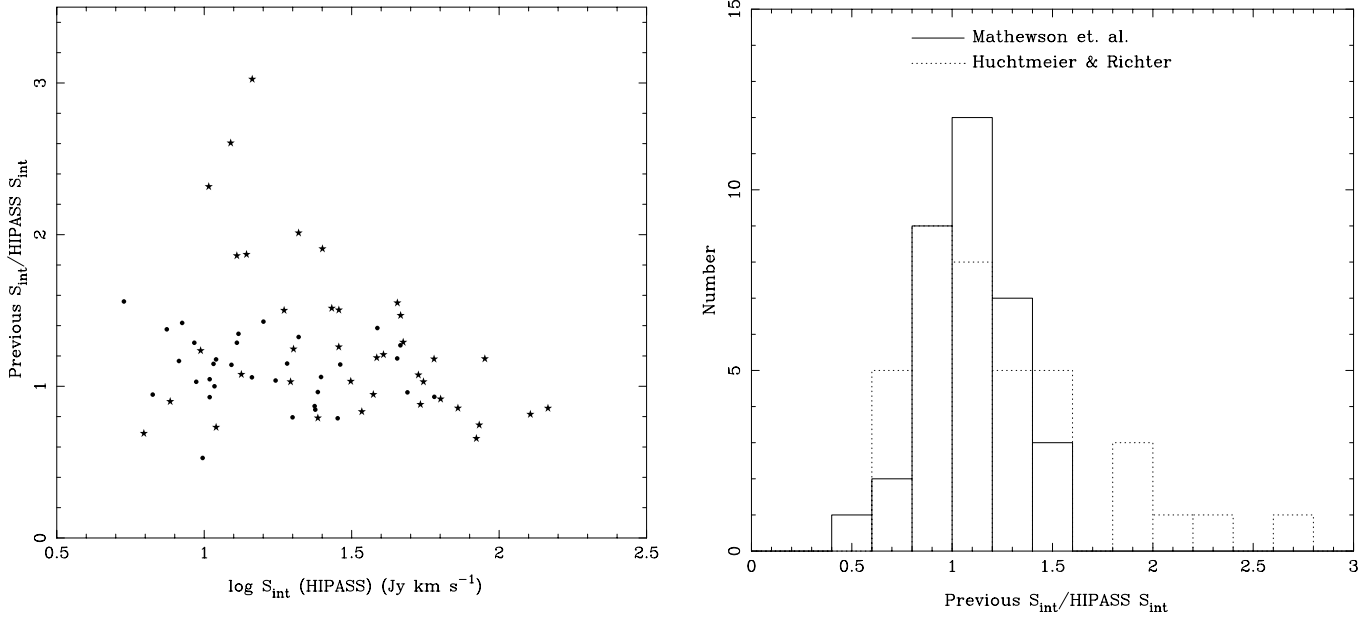 Previous S_int/HIPASS S_int
3
2
1
0
0.5 1 1.5 2 2.5
log S_int (HIPASS) (Jy km s^−1)
Mathewson et. al.
Huchtmeier & Richter
Number
15
10
5
0
0 0.5 1 1.5 2 2.5 3
Previous S_int/HIPASS S_int